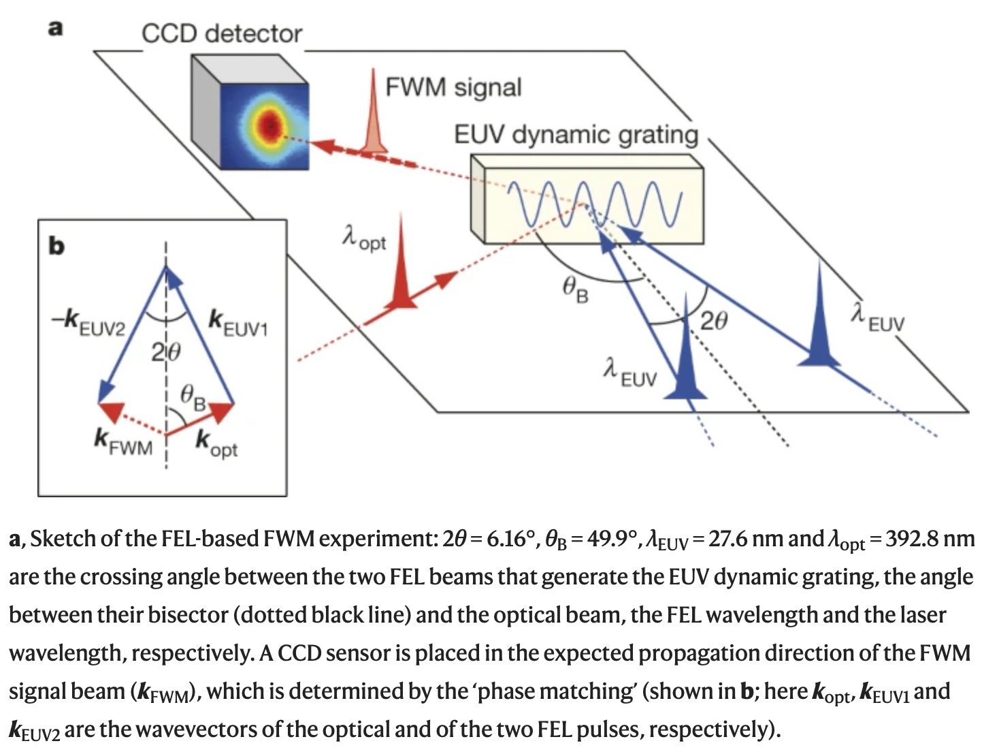 a
CCD detector
FWM signal
EUV dynamic grating
λopt
θB
2θ
λEUV
λEUV
b
–kEUV2
kEUV1
2θ
θB
kFWM
kopt
a, Sketch of the FEL-based FWM experiment: 2θ = 6.16°, θB = 49.9°, λEUV = 27.6 nm and λopt = 392.8 nm
are the crossing angle between the two FEL beams that generate the EUV dynamic grating, the angle
between their bisector (dotted black line) and the optical beam, the FEL wavelength and the laser
wavelength, respectively. A CCD sensor is placed in the expected propagation direction of the FWM
signal beam (kFWM), which is determined by the ‘phase matching’ (shown in b; here kopt, kEUV1 and
kEUV2 are the wavevectors of the optical and of the two FEL pulses, respectively).